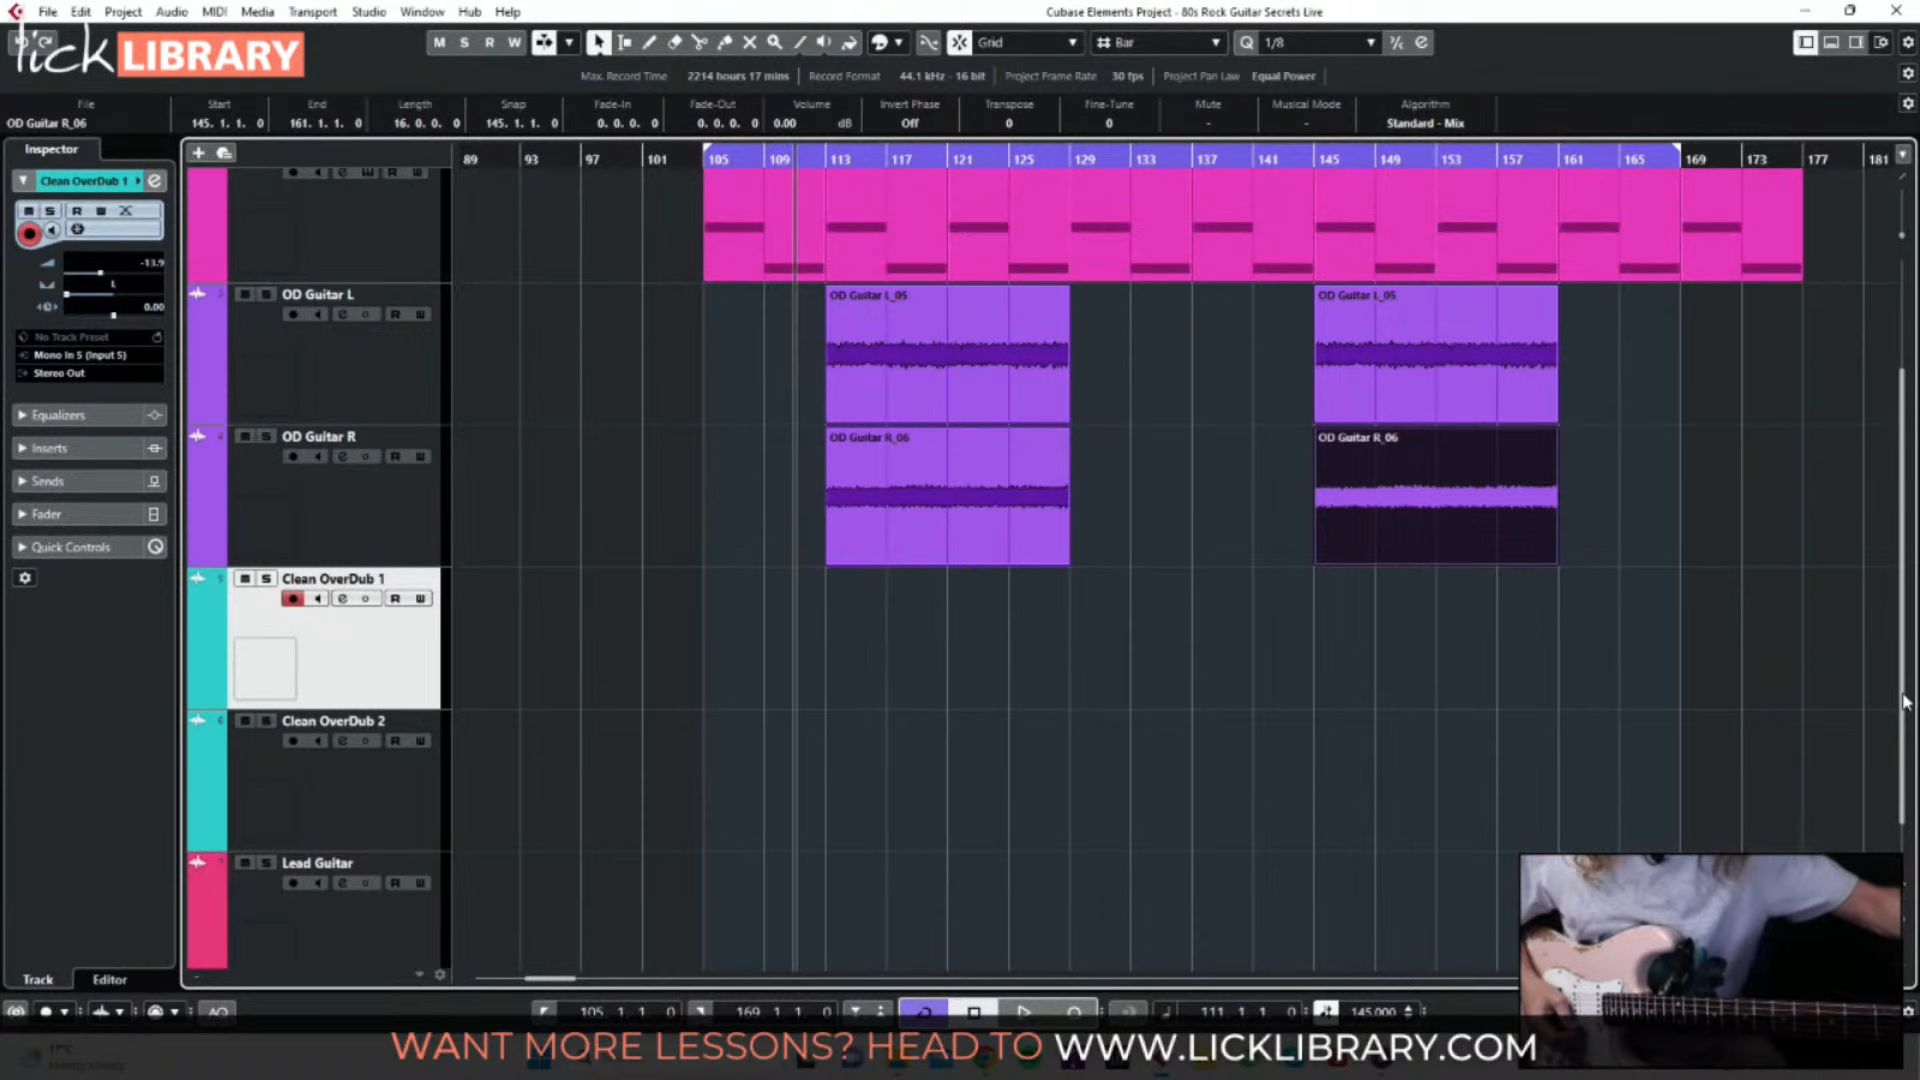 File Edit Project Audio MIDI Media Transport Studio Window Hub Help
Cubase Elements Project - 80s Rock Guitar Secrets Live
lick LIBRARY
M S R W
Grid
Bar
Q 1/8
Max. Record Time 2214 hours 17 mins
Record Format 44.1 kHz - 16 bit
Project Frame Rate 30 fps
Project Pan Law Equal Power
File Start End Length Snap Fade-In Fade-Out Volume Invert Phase Transpose Fine-Tune Mute Musical Mode Algorithm
OD Guitar R_06 145. 1. 1. 0 161. 1. 1. 0 16. 0. 0. 0 145. 1. 1. 0 0. 0. 0. 0 0. 0. 0. 0 0.00 dB Off 0 0 - - Standard - Mix
Inspector
89 93 97 101 105 109 113 117 121 125 129 133 137 141 145 149 153 157 161 165 169 173 177 181
Clean OverDub 1
S R
-13.9
L
0.00
No Track Preset
Mono In 5 (Input 5)
Stereo Out
Equalizers
Inserts
Sends
Fader
Quick Controls
OD Guitar L
OD Guitar L_05
OD Guitar L_05
OD Guitar R
OD Guitar R_06
OD Guitar R_06
5 Clean OverDub 1
6 Clean OverDub 2
Lead Guitar
Track Editor
AQ
105 1 1 0
169 1 1 0
111 1 1 0
145.000
WANT MORE LESSONS? HEAD TO WWW.LICKLIBRARY.COM